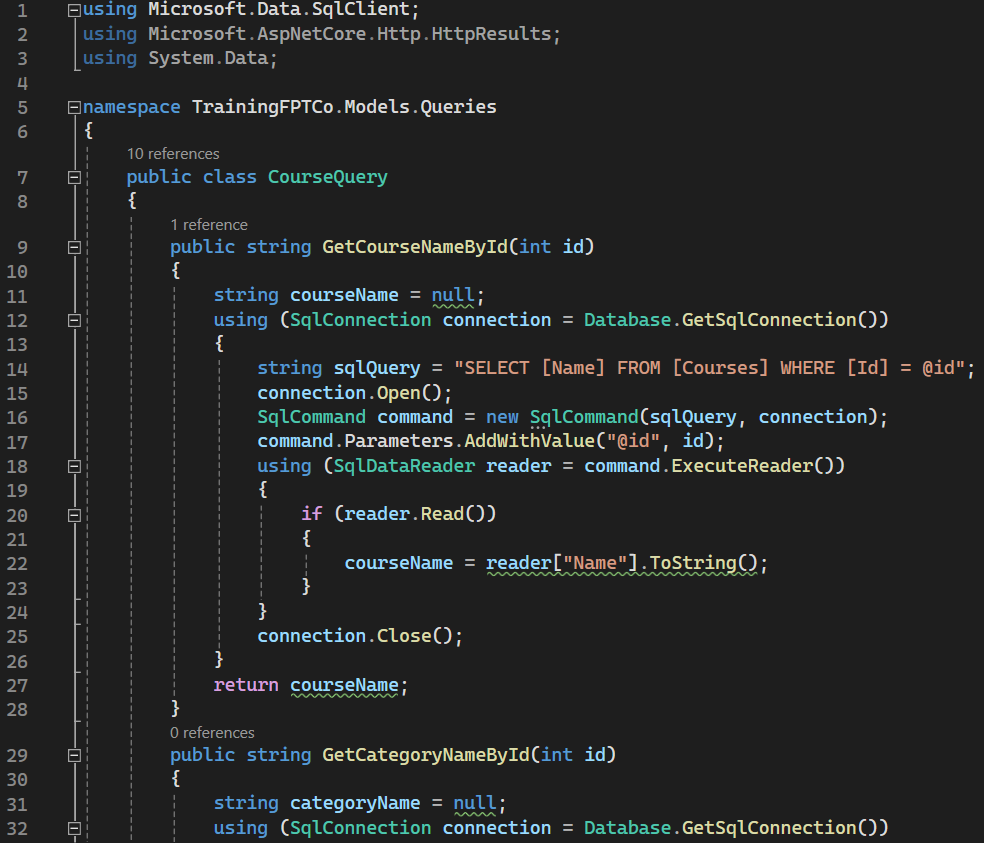 1 using Microsoft.Data.SqlClient;
2 using Microsoft.AspNetCore.Http.HttpResults;
3 using System.Data;
4
5 namespace TrainingFPTCo.Models.Queries
6 {
10 references
7 public class CourseQuery
8 {
1 reference
9 public string GetCourseNameById(int id)
10 {
11 string courseName = null;
12 using (SqlConnection connection = Database.GetSqlConnection())
13 {
14 string sqlQuery = "SELECT [Name] FROM [Courses] WHERE [Id] = @id";
15 connection.Open();
16 SqlCommand command = new SqlCommand(sqlQuery, connection);
17 command.Parameters.AddWithValue("@id", id);
18 using (SqlDataReader reader = command.ExecuteReader())
19 {
20 if (reader.Read())
21 {
22 courseName = reader["Name"].ToString();
23 }
24 }
25 connection.Close();
26 }
27 return courseName;
28 }
0 references
29 public string GetCategoryNameById(int id)
30 {
31 string categoryName = null;
32 using (SqlConnection connection = Database.GetSqlConnection())